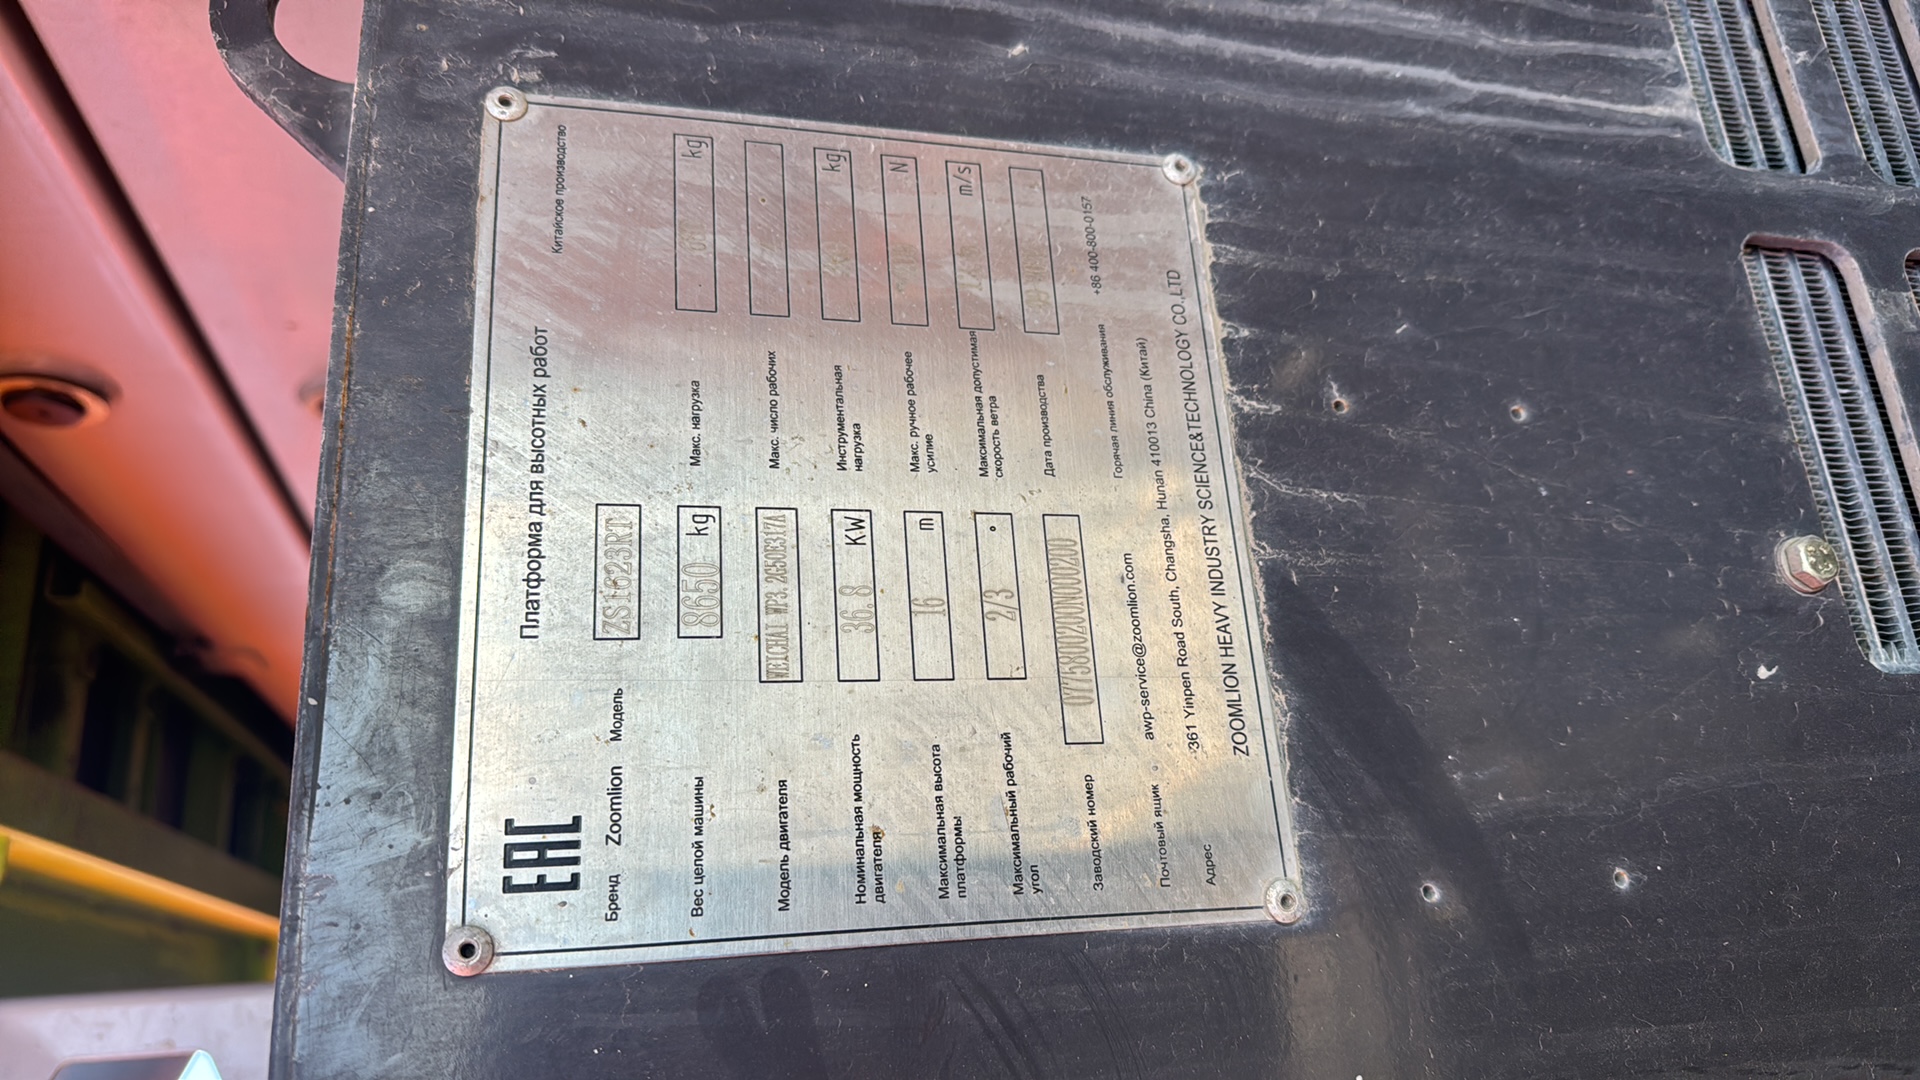 Китайское производство
EAC
Платформа для высотных работ
Бренд Zoomlion Модель ZS1623RT
Вес целой машины 8650 kg Макс. нагрузка kg
Модель двигателя WEICHAI WP3.2G50E317A Макс. число рабочих
Номинальная мощность двигателя 36.8 KW Инструментальная нагрузка kg
Максимальная высота платформы 16 m Макс. ручное рабочее усилие N
Максимальный рабочий угол 2/3 ° Максимальная допустимая скорость ветра m/s
Заводский номер Дата производства
Почтовый ящик awp-service@zoomlion.com Горячая линия обслуживания +86 400-800-0157
Адрес 361 Yinpen Road South, Changsha, Hunan 410013 China (Китай)
ZOOMLION HEAVY INDUSTRY SCIENCE&TECHNOLOGY CO.,LTD